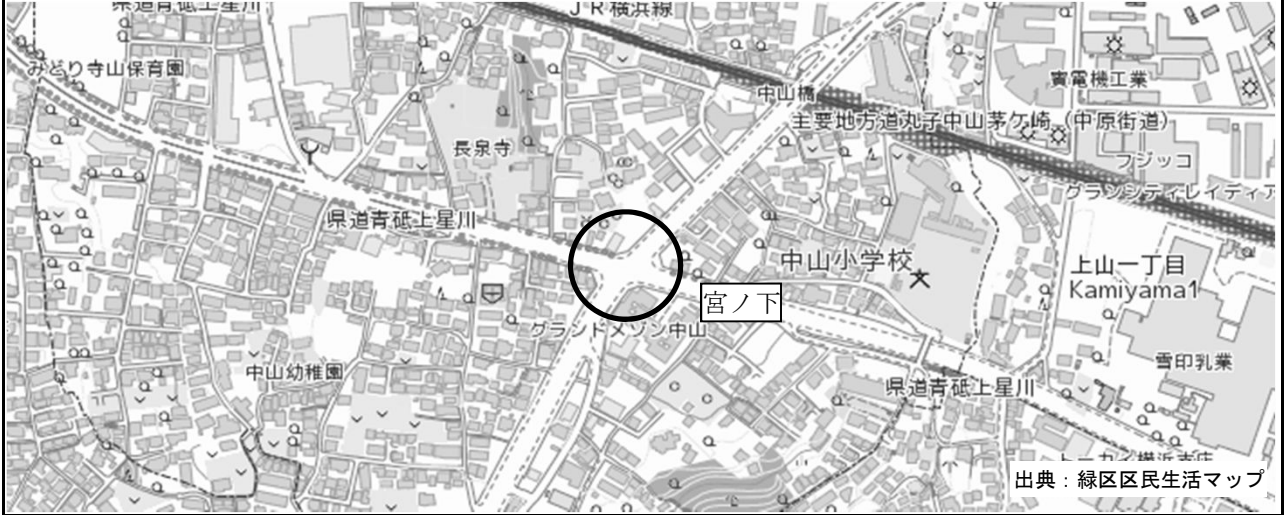 県道青砥上星川
JR横浜線
みどり寺山保育園
中山橋
寳電機工業
主要地方道丸子中山茅ケ崎(中原街道)
長泉寺
フジッコ
グランシティレイディア
県道青砥上星川
中山小学校
上山一丁目
Kamiyama1
宮ノ下
グランドメゾン中山
中山幼稚園
雪印乳業
県道青砥上星川
出典:緑区区民生活マップ